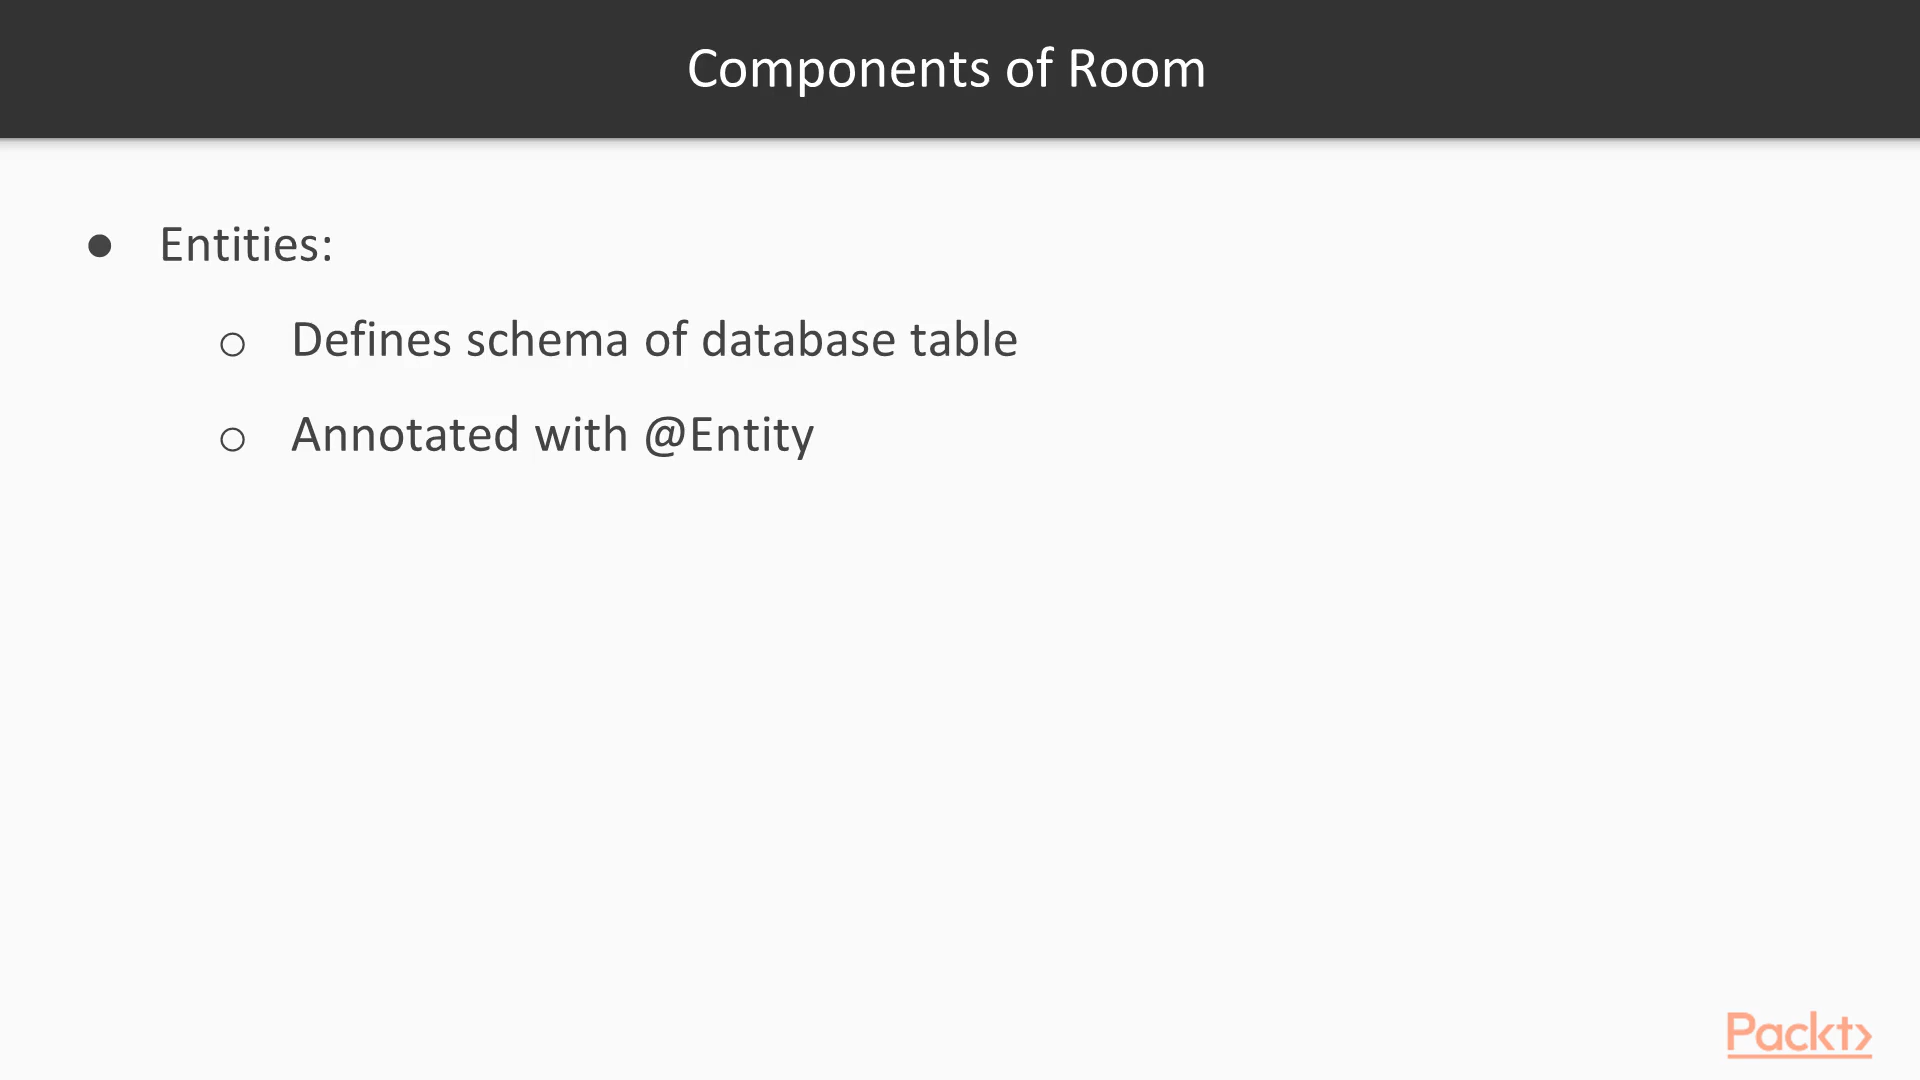 Components of Room
● Entities:
○ Defines schema of database table
○ Annotated with @Entity
Packt>